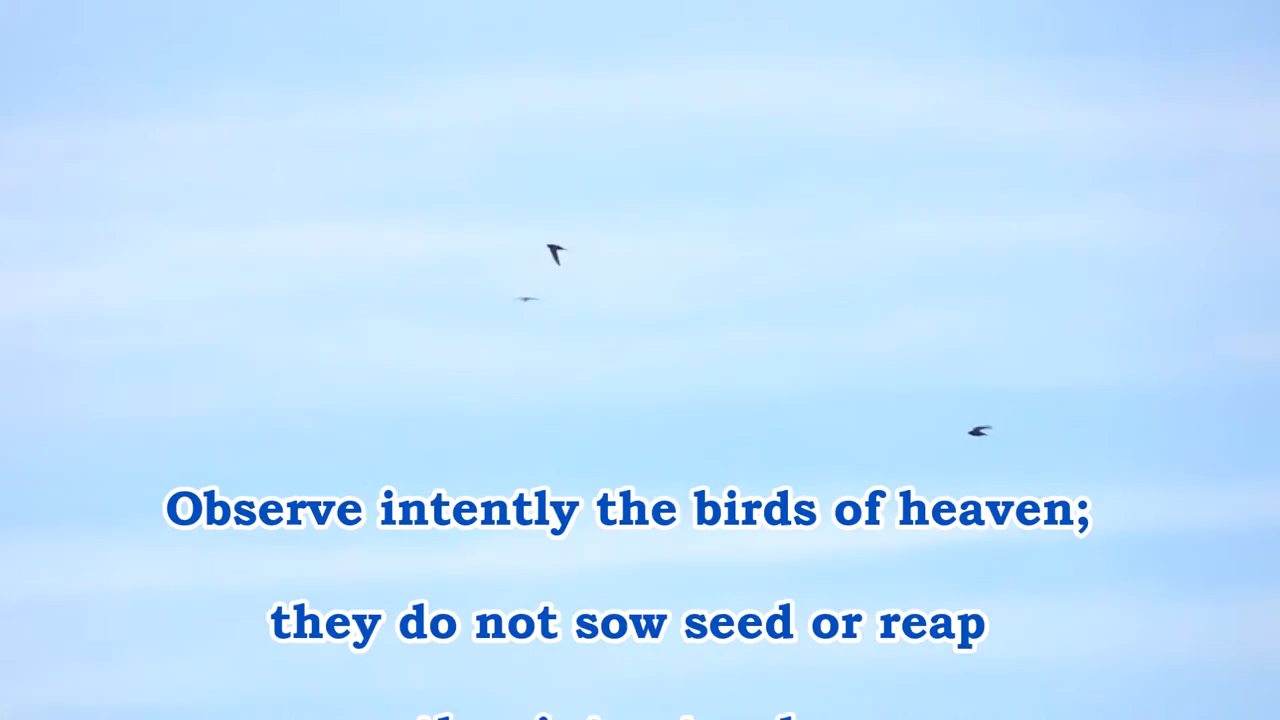 Observe intently the birds of heaven;
they do not sow seed or reap